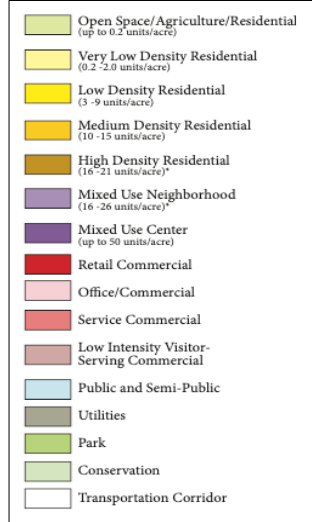 Open Space/Agriculture/Residential
(up to 0.2 units/acre)
Very Low Density Residential
(0.2 -2.0 units/acre)
Low Density Residential
(3 -9 units/acre)
Medium Density Residential
(10 -15 units/acre)
High Density Residential
(16 -21 units/acre)*
Mixed Use Neighborhood
(16 -26 units/acre)*
Mixed Use Center
(up to 50 units/acre)
Retail Commercial
Office/Commercial
Service Commercial
Low Intensity Visitor-
Serving Commercial
Public and Semi-Public
Utilities
Park
Conservation
Transportation Corridor